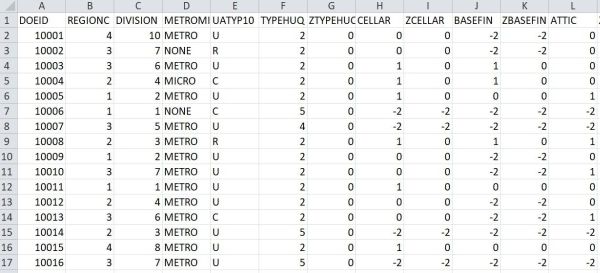 A B C D E F G H I J K L
1 DOEID REGIONC DIVISION METROMI UATYP10 TYPEHUQ ZTYPEHUC CELLAR ZCELLAR BASEFIN ZBASEFIN ATTIC
2 10001 4 10 METRO U 2 0 0 0 -2 -2 0
3 10002 3 7 NONE R 2 0 0 0 -2 -2 0
4 10003 3 6 METRO U 2 0 1 0 1 0 0
5 10004 2 4 MICRO C 2 0 1 0 1 0 0
6 10005 1 2 METRO U 2 0 1 0 0 0 1
7 10006 1 1 NONE C 5 0 -2 -2 -2 -2 -2
8 10007 3 5 METRO U 4 0 -2 -2 -2 -2 -2
9 10008 2 3 METRO R 2 0 1 0 1 0 1
10 10009 1 2 METRO U 2 0 0 0 -2 -2 0
11 10010 3 7 METRO U 2 0 0 0 -2 -2 1
12 10011 1 1 METRO U 2 0 1 0 0 0 0
13 10012 2 4 METRO U 2 0 0 0 -2 -2 0
14 10013 3 6 METRO C 2 0 0 0 -2 -2 1
15 10014 2 3 METRO U 5 0 -2 -2 -2 -2 -2
16 10015 4 8 METRO U 2 0 1 0 0 0 0
17 10016 3 7 METRO U 5 0 -2 -2 -2 -2 -2